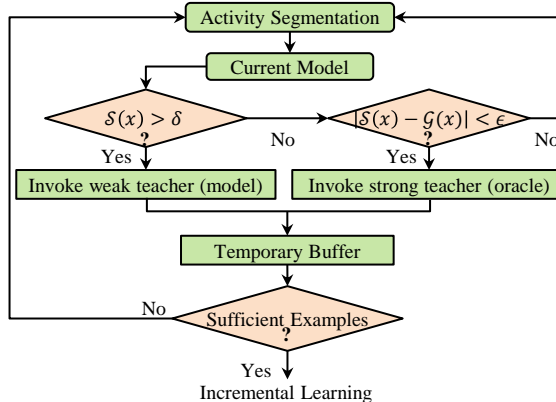 Activity Segmentation
Current Model
𝒮(𝑥) > 𝛿
?
|𝒮(𝑥) − 𝒢(𝑥)| < 𝜖
?
No
No
Yes
Yes
Invoke weak teacher (model)
Invoke strong teacher (oracle)
Temporary Buffer
No
Sufficient Examples
?
Yes
Incremental Learning